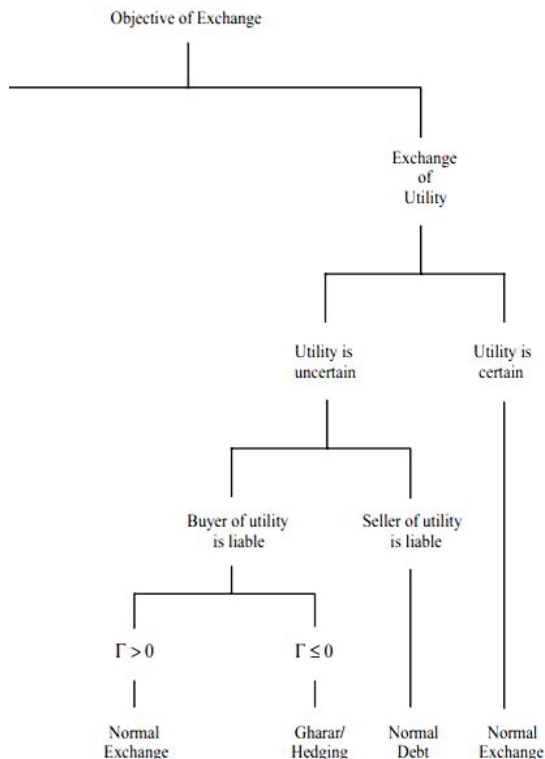 Objective of Exchange
Exchange
of
Utility
Utility is
uncertain
Utility is
certain
Buyer of utility
is liable
Seller of utility
is liable
Γ > 0
Γ ≤ 0
Normal
Exchange
Gharar/
Hedging
Normal
Debt
Normal
Exchange